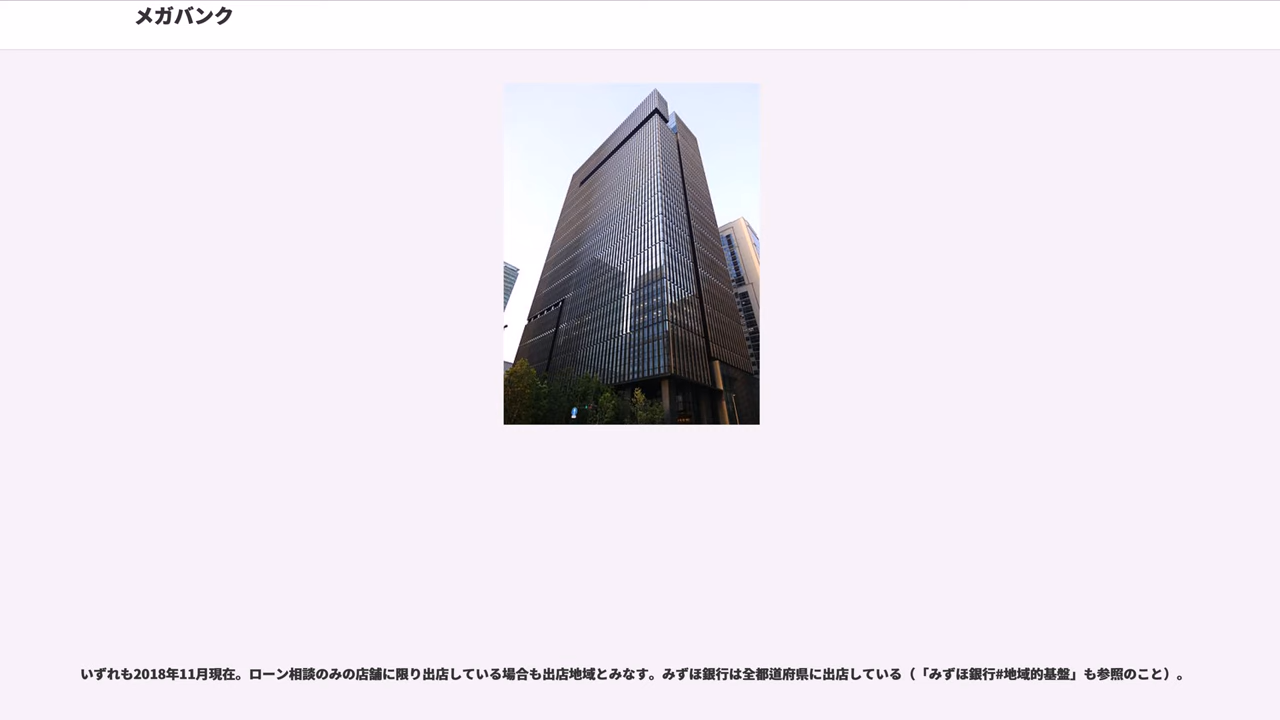 メガバンク
いずれも2018年11月現在。ローン相談のみの店舗に限り出店している場合も出店地域とみなす。みずほ銀行は全都道府県に出店している（「みずほ銀行#地域的基盤」も参照のこと）。